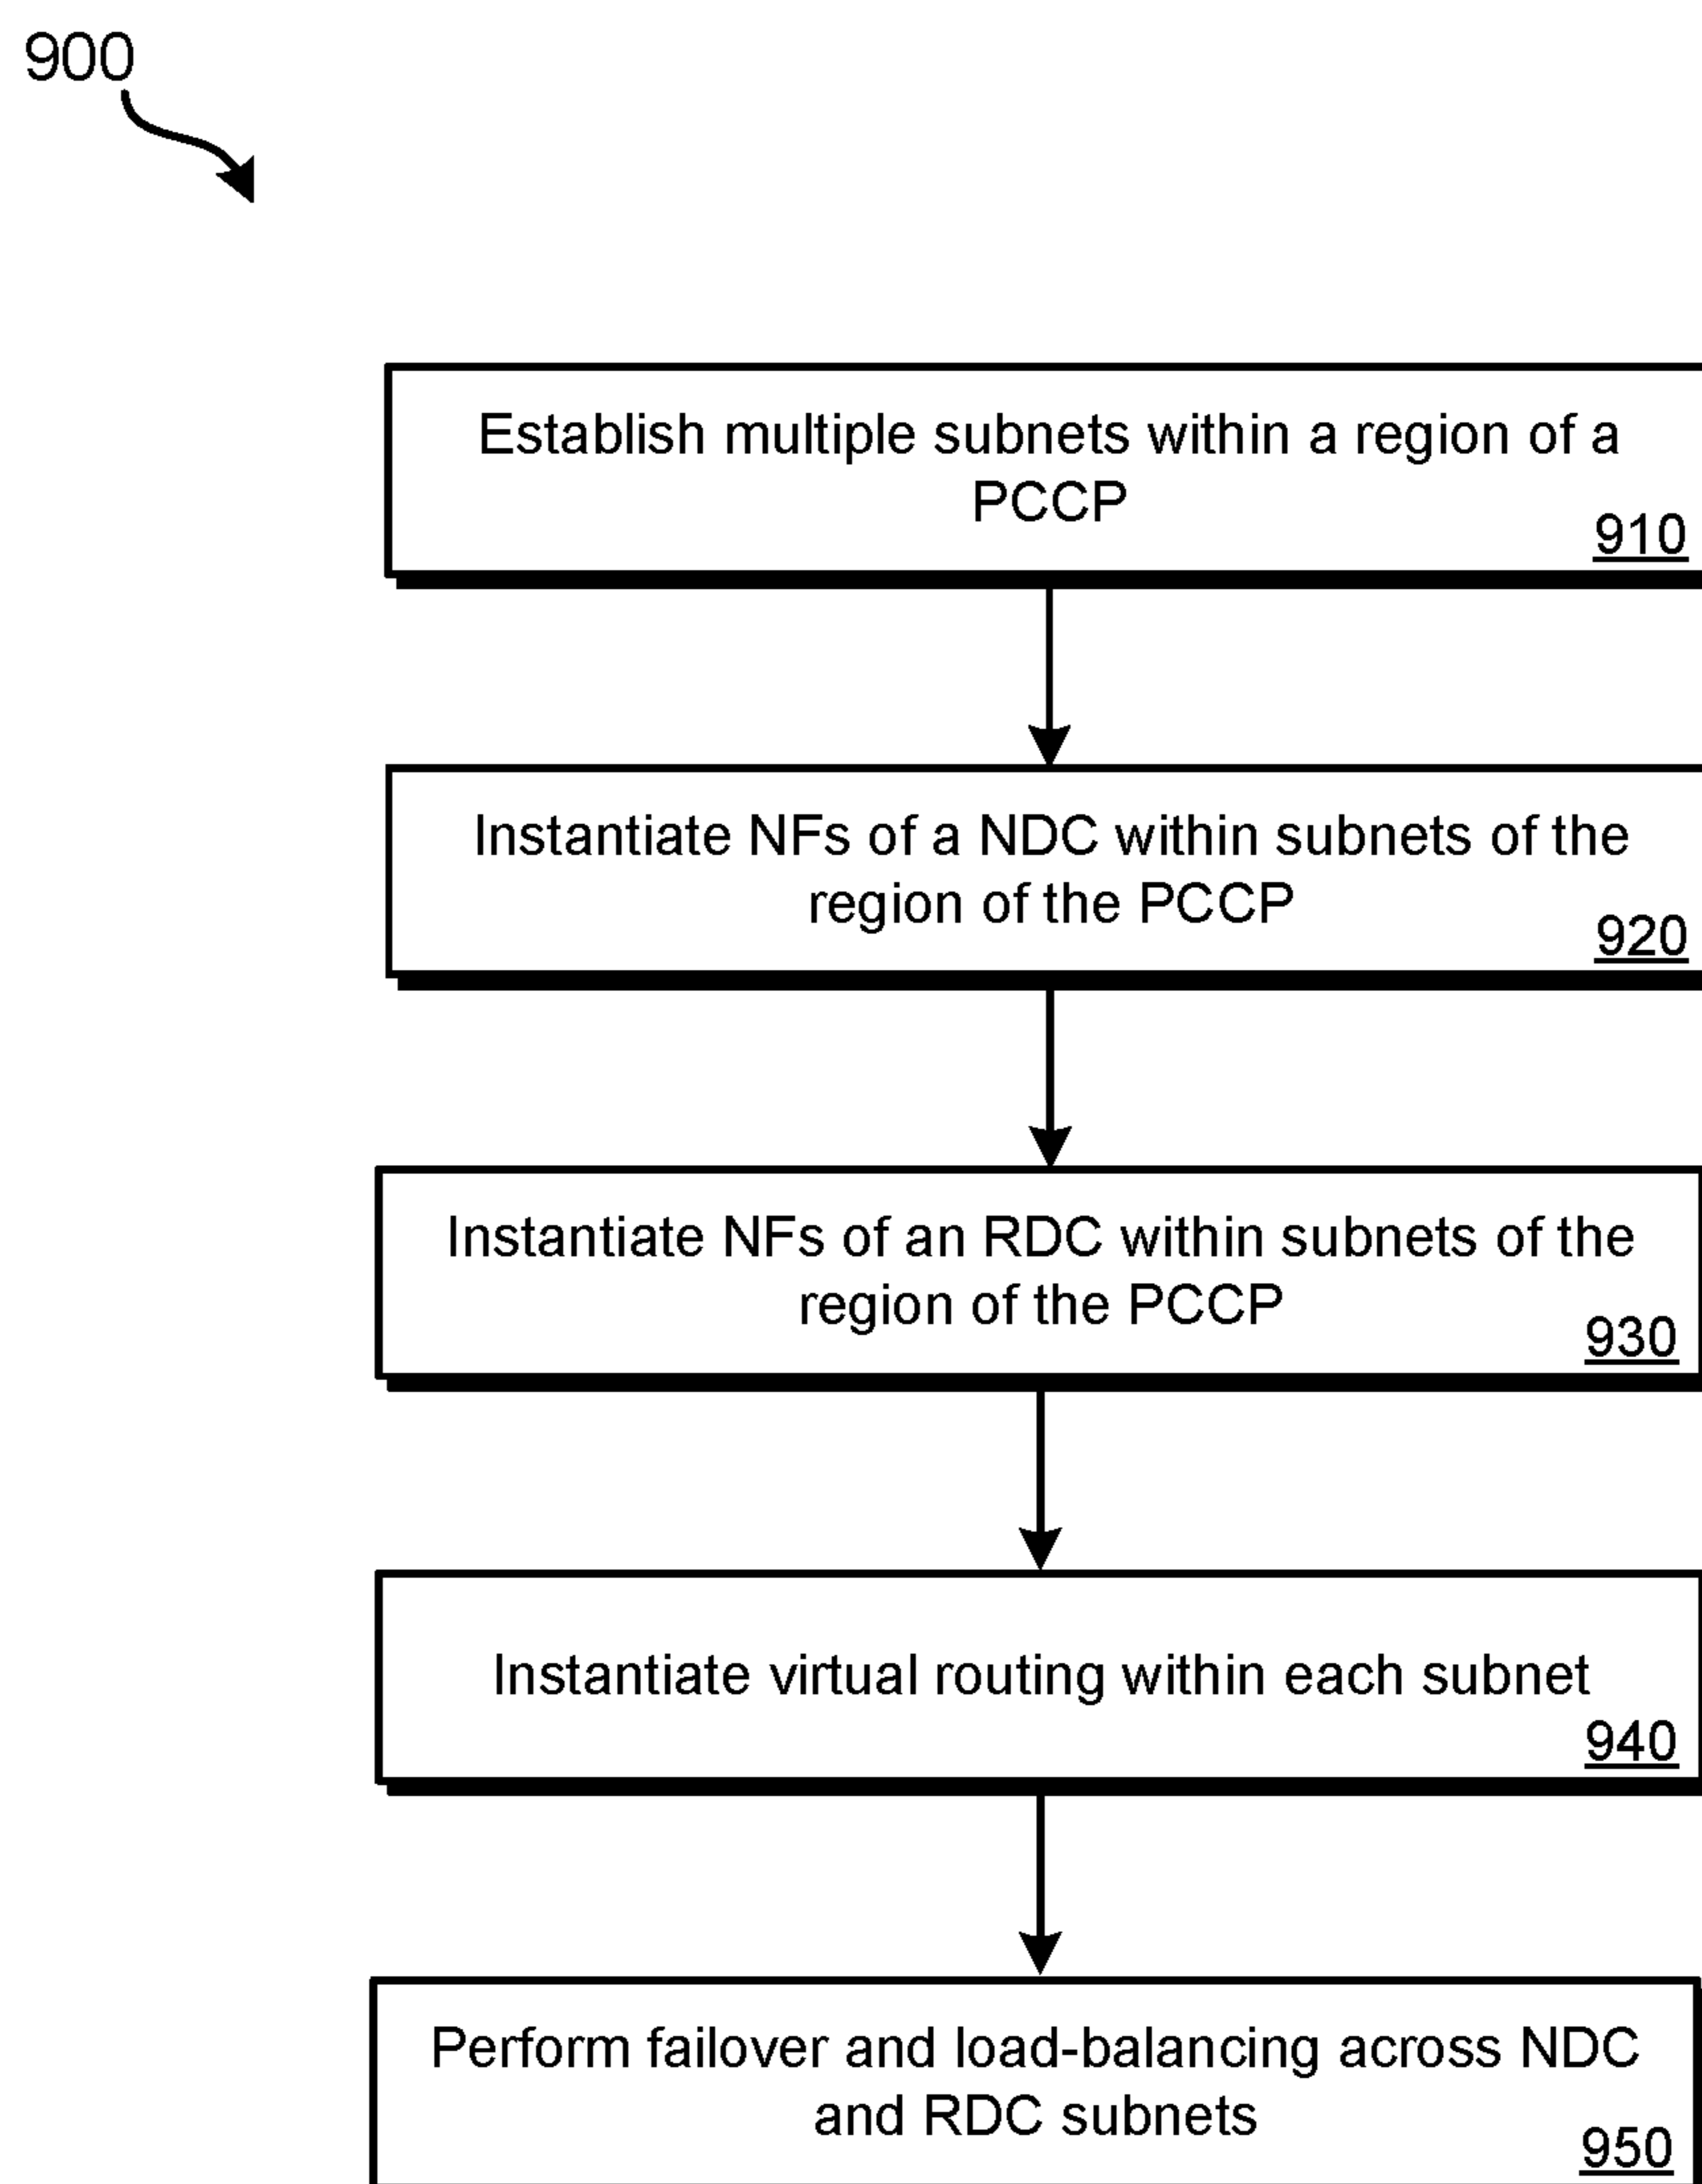 900
Establish multiple subnets within a region of a
PCCP
910
Instantiate NFs of a NDC within subnets of the
region of the PCCP
920
Instantiate NFs of an RDC within subnets of the
region of the PCCP
930
Instantiate virtual routing within each subnet
940
Perform failover and load-balancing across NDC
and RDC subnets
950